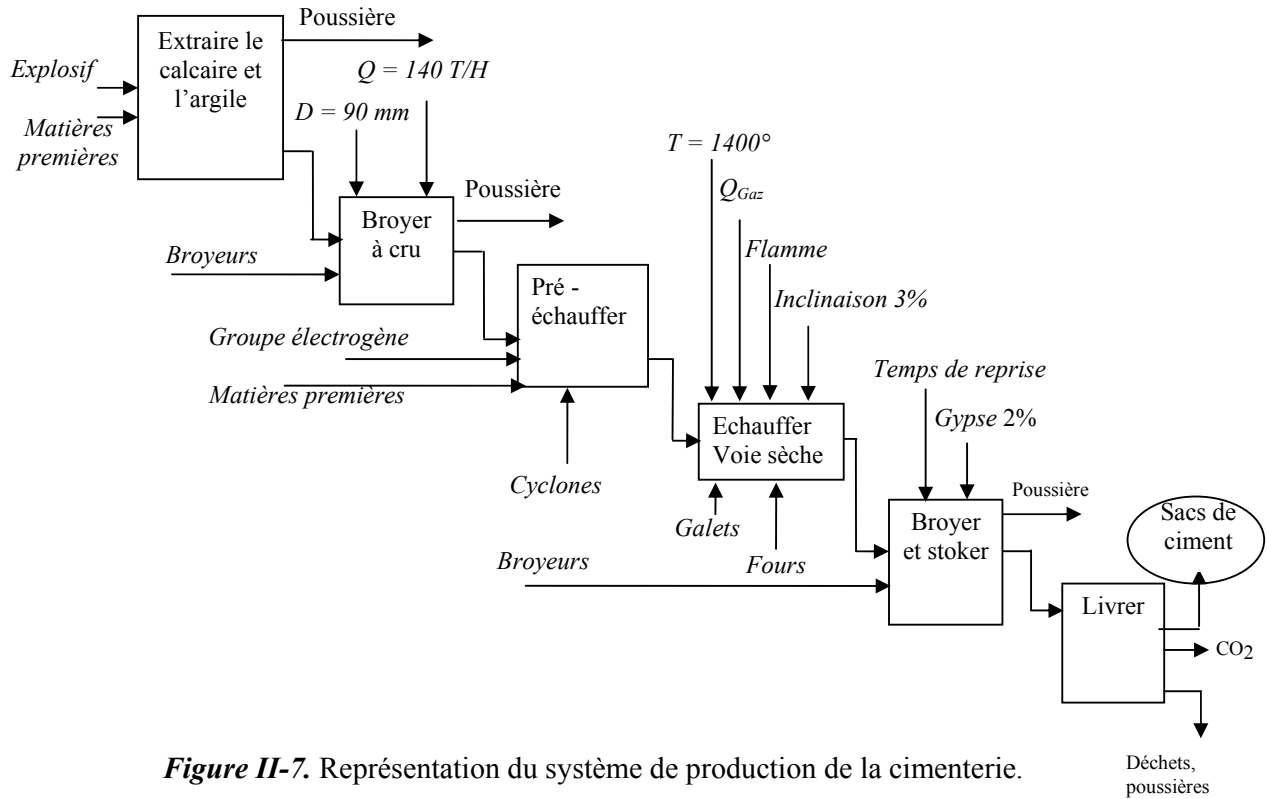 Poussière
Extraire le
calcaire et
l’argile
Explosif
Matières
premières
Q = 140 T/H
D = 90 mm
Poussière
Broyer
à cru
Broyeurs
T = 1400°
QGaz
Flamme
Inclinaison 3%
Pré -
échauffer
Groupe électrogène
Matières premières
Cyclones
Temps de reprise
Gypse 2%
Echauffer
Voie sèche
Galets
Fours
Poussière
Broyer
et stoker
Broyeurs
Sacs de
ciment
Livrer
CO2
Déchets,
poussières
Figure II-7. Représentation du système de production de la cimenterie.